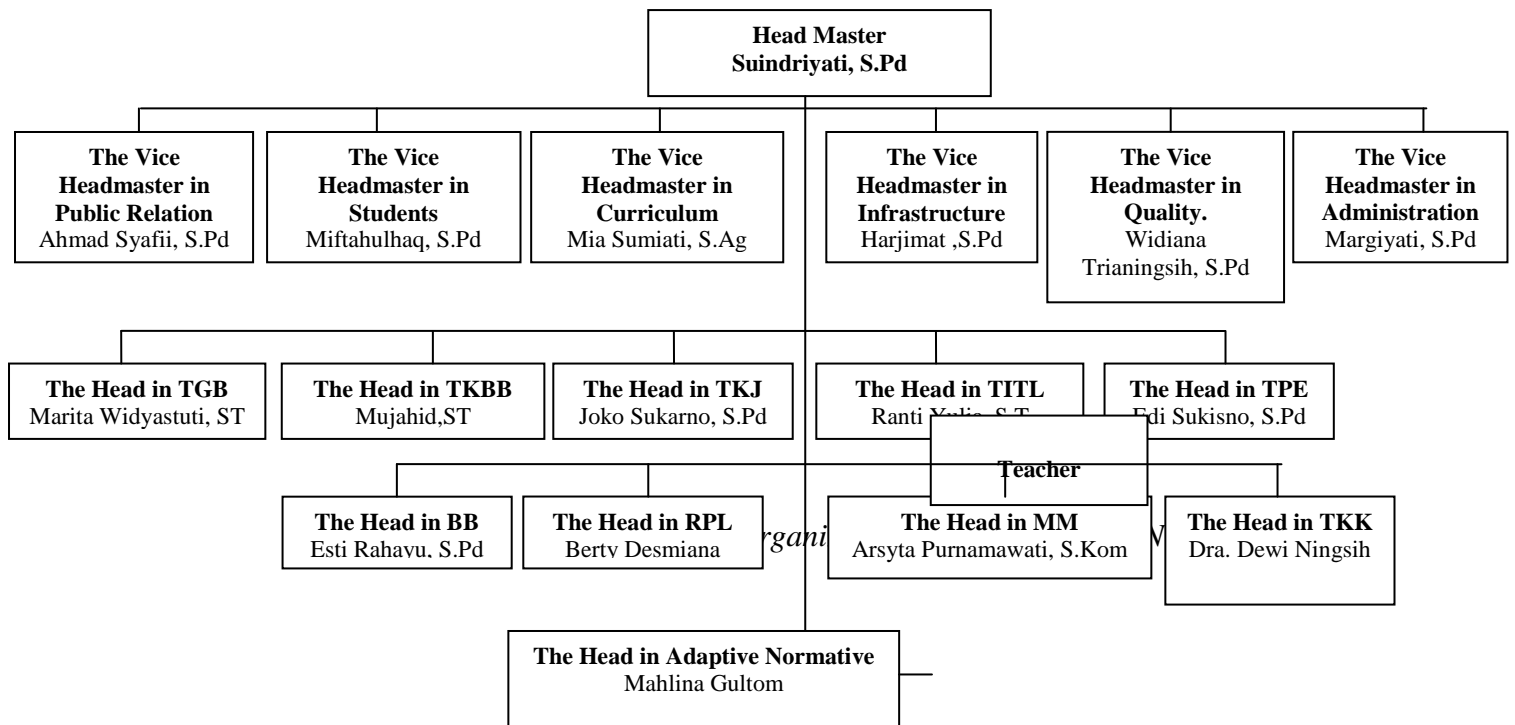 Head Master
Suindriyati, S.Pd
The Vice
Headmaster in
Public Relation
Ahmad Syafii, S.Pd
The Vice
Headmaster in
Students
Miftahulhaq, S.Pd
The Vice
Headmaster in
Curriculum
Mia Sumiati, S.Ag
The Vice
Headmaster in
Infrastructure
Harjimat ,S.Pd
The Vice
Headmaster in
Quality.
Widiana
Trianingsih, S.Pd
The Vice
Headmaster in
Administration
Margiyati, S.Pd
The Head in TGB
Marita Widyastuti, ST
The Head in TKBB
Mujahid,ST
The Head in TKJ
Joko Sukarno, S.Pd
The Head in TITL
Ranti
The Head in TPE
Sukisno, S.Pd
Teacher
The Head in BB
Esti Rahayu, S.Pd
The Head in RPL
Berty Desmiana
The Head in MM
Arsyta Purnamawati, S.Kom
The Head in TKK
Dra. Dewi Ningsih
The Head in Adaptive Normative
Mahlina Gultom